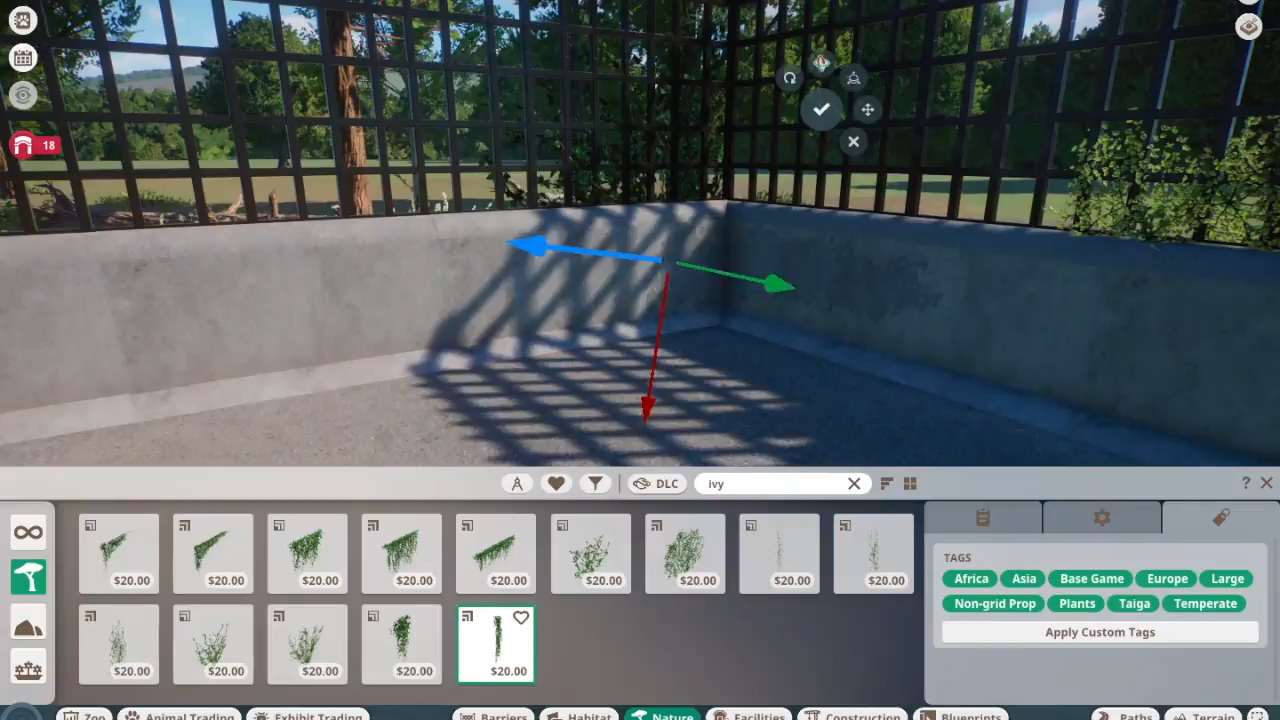 18
DLC
ivy
?
$20.00 $20.00 $20.00 $20.00 $20.00 $20.00 $20.00 $20.00 $20.00
$20.00 $20.00 $20.00 $20.00 $20.00
TAGS
Africa Asia Base Game Europe Large
Non-grid Prop Plants Taiga Temperate
Apply Custom Tags
Zoo Animal Trading Exhibit Trading Barriers Habitat Nature Facilities Construction Blueprints Paths Terrain